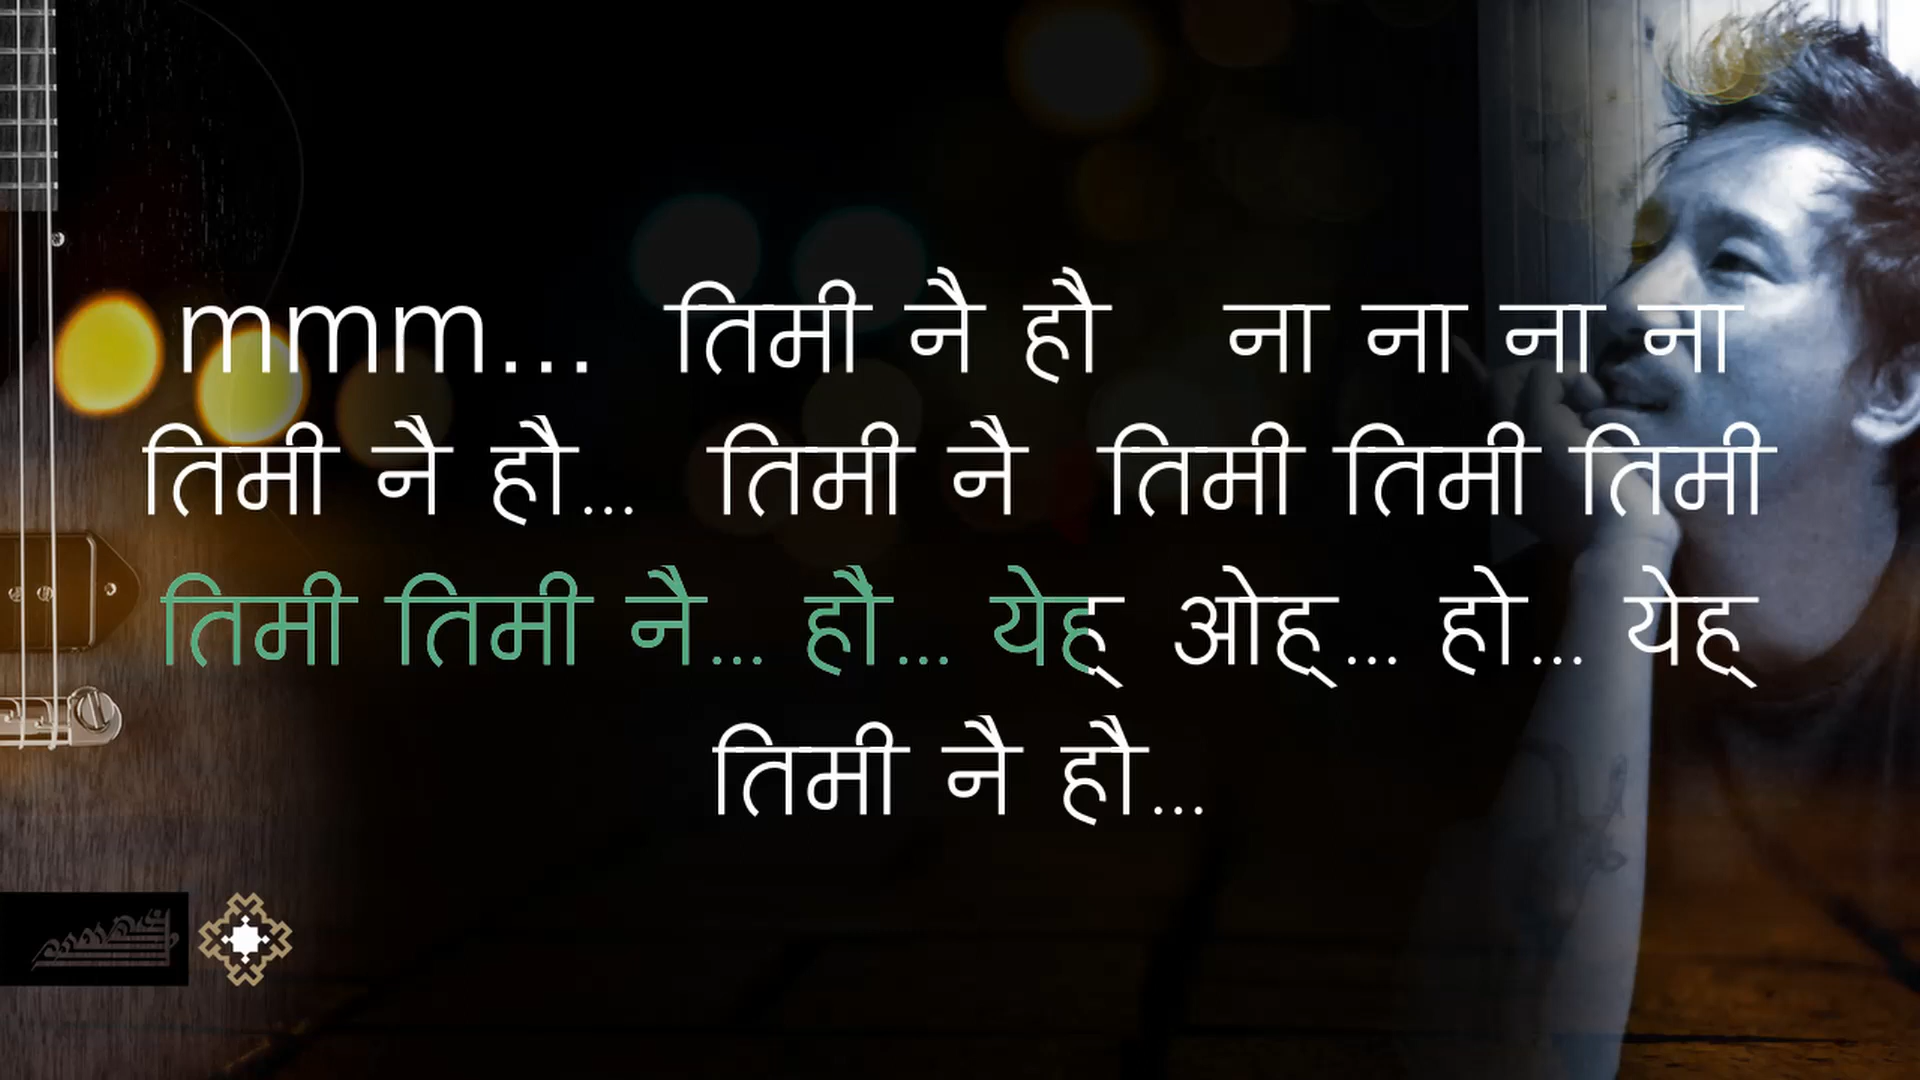 mmm... तिमी नै हौ ना ना ना ना
तिमी नै हौ... तिमी नै तिमी तिमी तिमी
तिमी तिमी नै... हौ... येह् ओह्... हो... येह्
तिमी नै हौ...